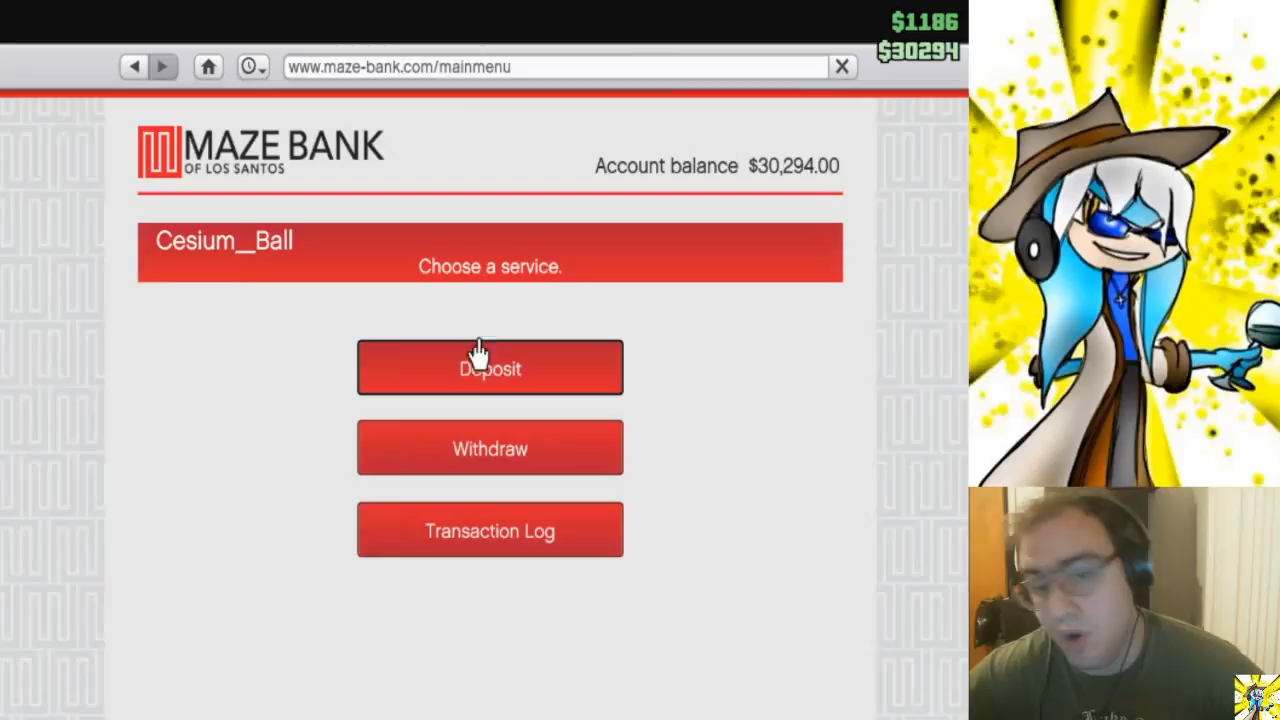 $1186
$30294
www.maze-bank.com/mainmenu
MAZE BANK
OF LOS SANTOS
Account balance $30,294.00
Cesium__Ball
Choose a service.
Deposit
Withdraw
Transaction Log